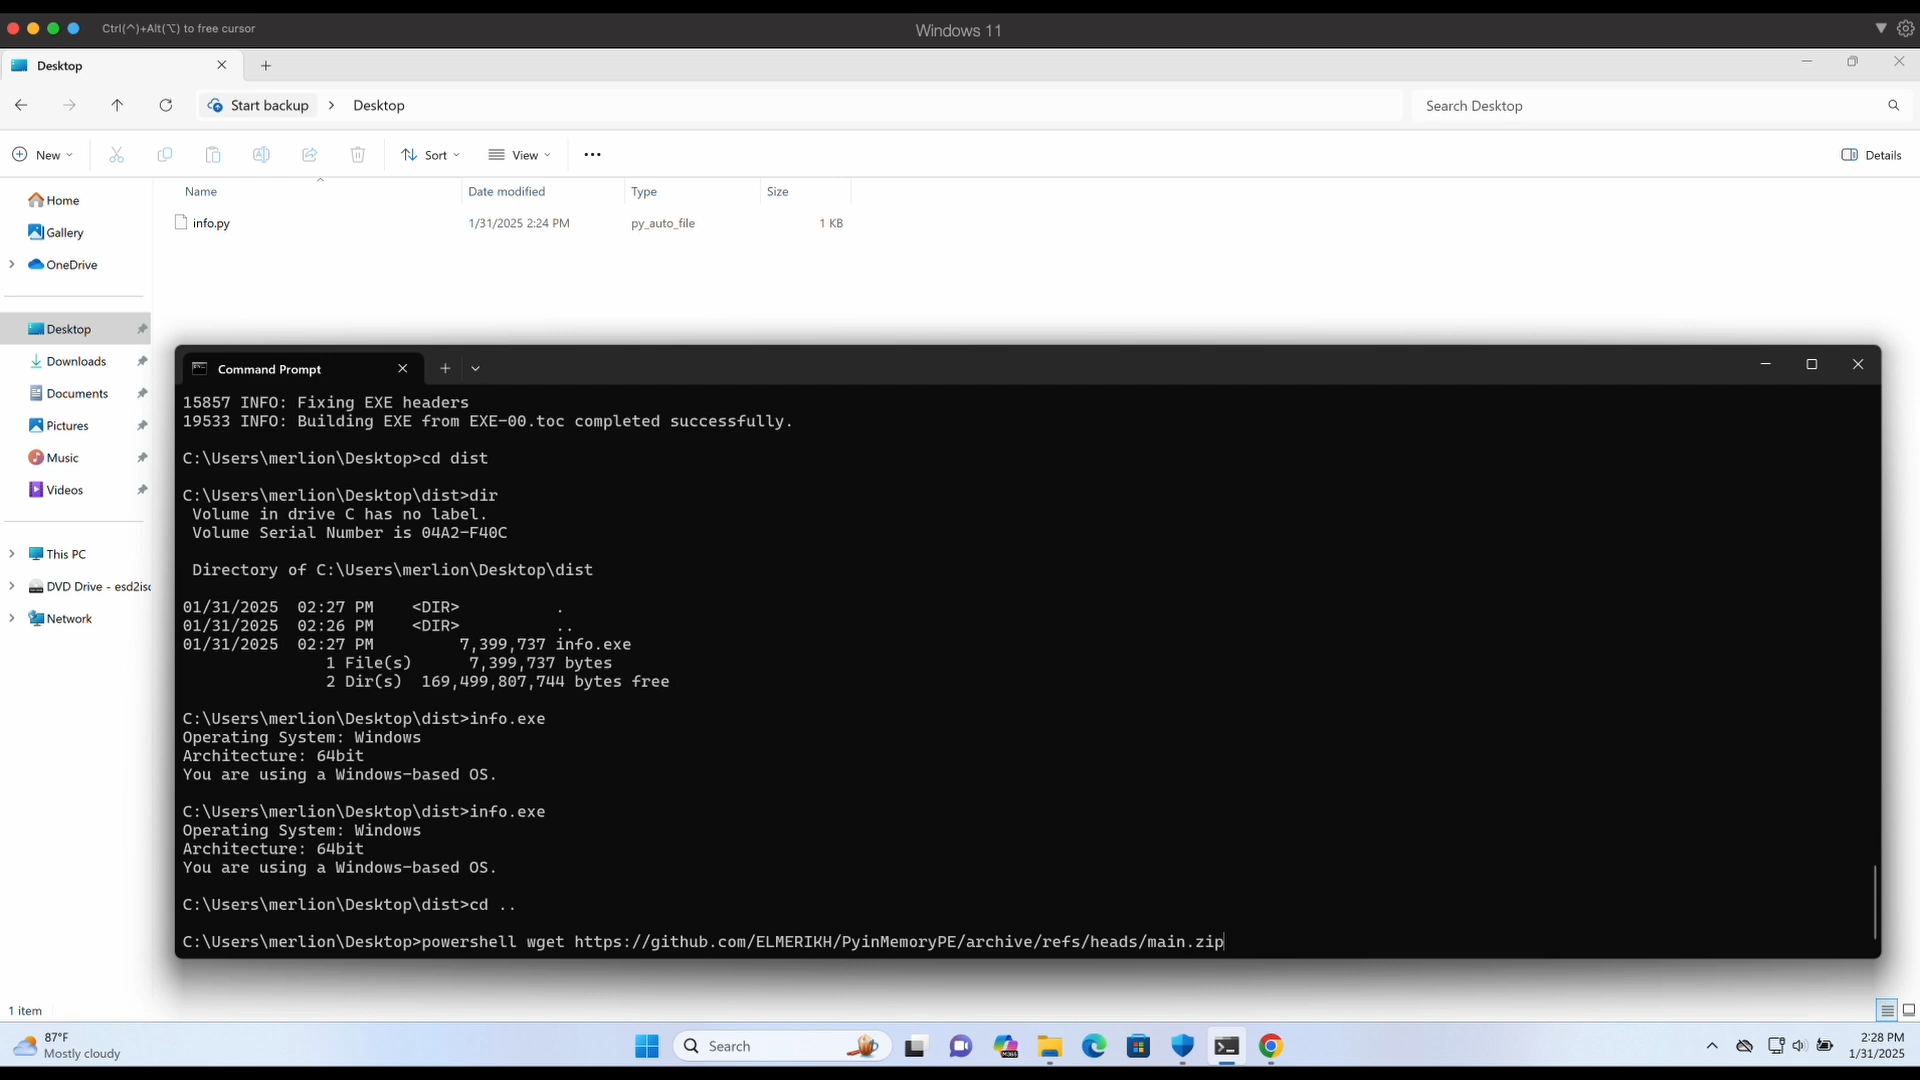 Ctrl(^)+Alt(⌥) to free cursor
Windows 11
Desktop
Start backup > Desktop
Search Desktop
New
Sort
View
Details
Name Date modified Type Size
info.py 1/31/2025 2:24 PM py_auto_file 1 KB
Home
Gallery
OneDrive
Desktop
Downloads
Documents
Pictures
Music
Videos
This PC
DVD Drive - esd2iso
Network
Command Prompt
15857 INFO: Fixing EXE headers
19533 INFO: Building EXE from EXE-00.toc completed successfully.
C:\Users\merlion\Desktop>cd dist
C:\Users\merlion\Desktop\dist>dir
Volume in drive C has no label.
Volume Serial Number is 04A2-F40C
Directory of C:\Users\merlion\Desktop\dist
01/31/2025 02:27 PM <DIR> .
01/31/2025 02:26 PM <DIR> ..
01/31/2025 02:27 PM 7,399,737 info.exe
1 File(s) 7,399,737 bytes
2 Dir(s) 169,499,807,744 bytes free
C:\Users\merlion\Desktop\dist>info.exe
Operating System: Windows
Architecture: 64bit
You are using a Windows-based OS.
C:\Users\merlion\Desktop\dist>info.exe
Operating System: Windows
Architecture: 64bit
You are using a Windows-based OS.
C:\Users\merlion\Desktop\dist>cd ..
C:\Users\merlion\Desktop>powershell wget https://github.com/ELMERIKH/PyinMemoryPE/archive/refs/heads/main.zip
1 item
87°F
Mostly cloudy
Search
2:28 PM
1/31/2025